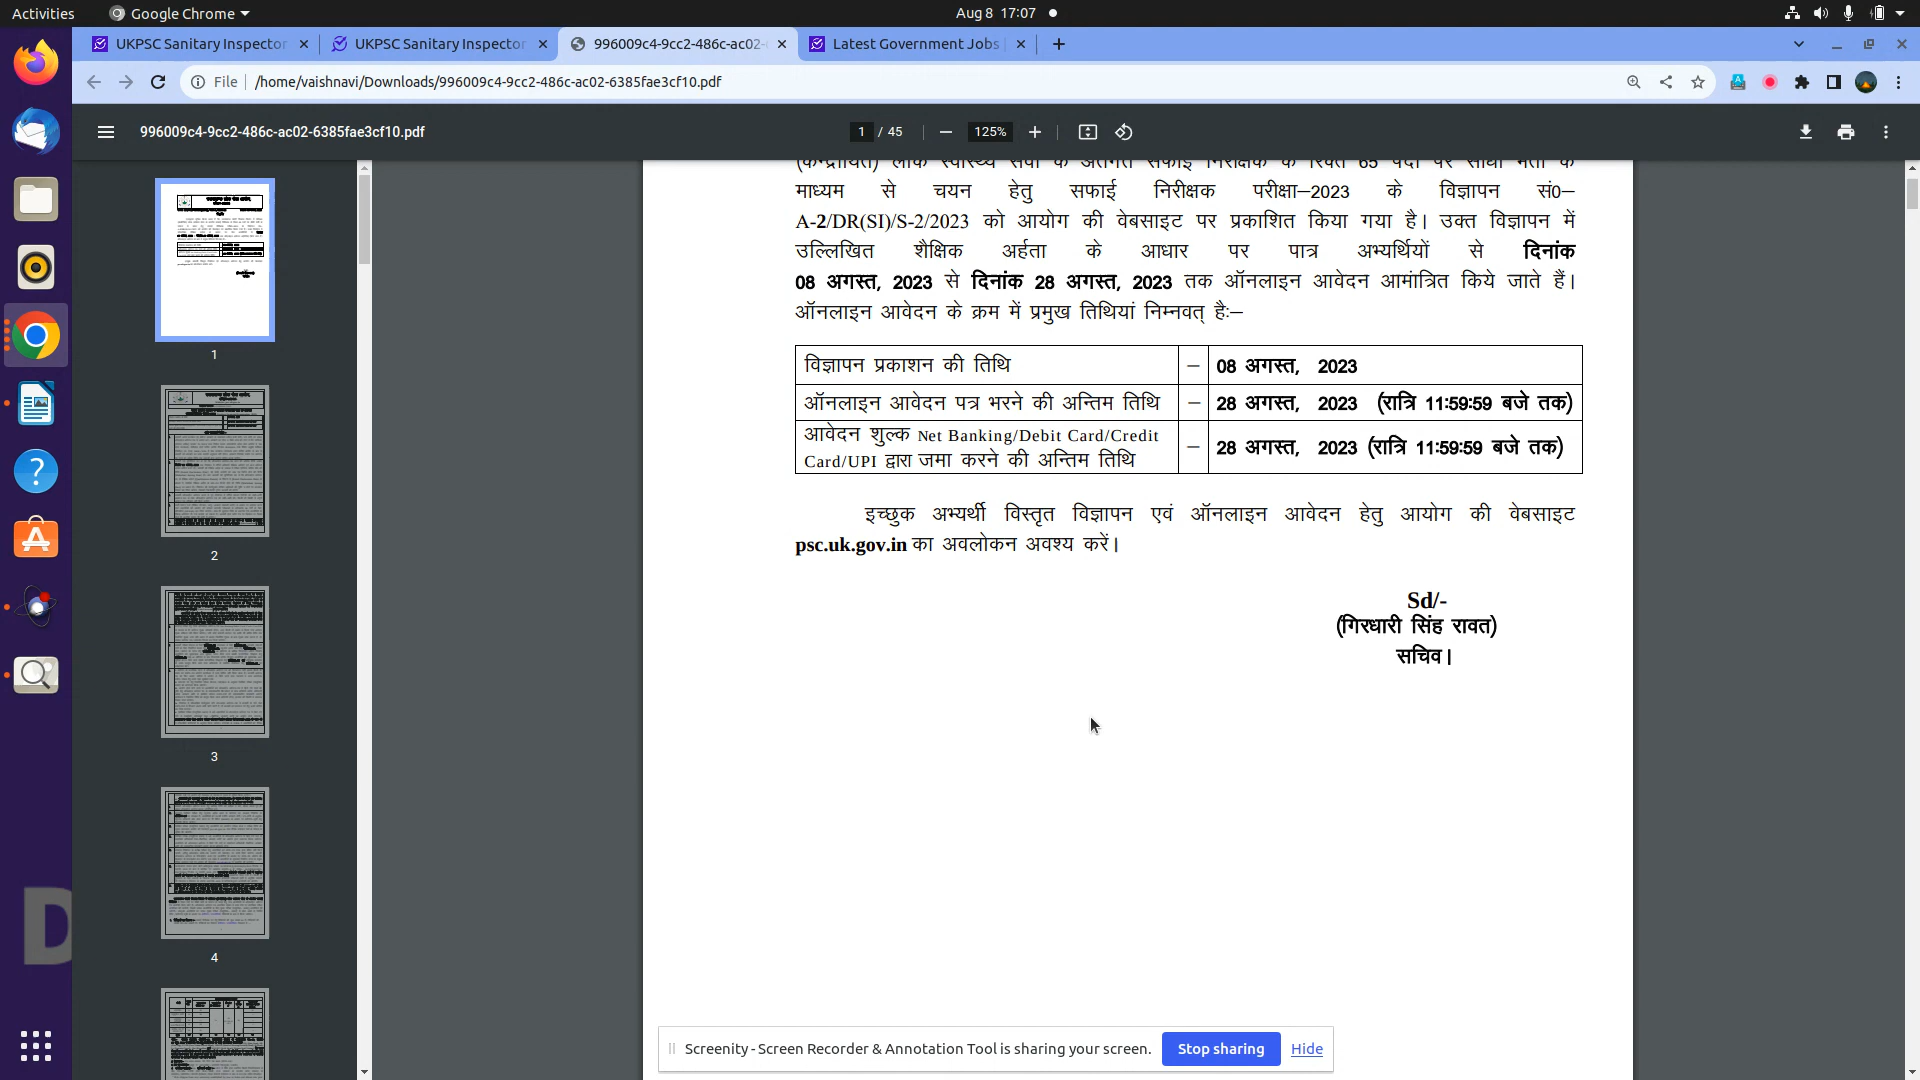 Activities
Google Chrome
Aug 8 17:07
UKPSC Sanitary Inspector
UKPSC Sanitary Inspector
996009c4-9cc2-486c-ac02-
Latest Government Jobs
File
/home/vaishnavi/Downloads/996009c4-9cc2-486c-ac02-6385fae3cf10.pdf
996009c4-9cc2-486c-ac02-6385fae3cf10.pdf
1 / 45
125%
(केन्द्रीयित) लोक स्वास्थ्य सेवा के अंतर्गत सफाई निरीक्षक के रिक्त 65 पदों पर सीधी भर्ती के
माध्यम से चयन हेतु सफाई निरीक्षक परीक्षा–2023 के विज्ञापन सं0–
A-2/DR(SI)/S-2/2023 को आयोग की वेबसाइट पर प्रकाशित किया गया है। उक्त विज्ञापन में
उल्लिखित शैक्षिक अर्हता के आधार पर पात्र अभ्यर्थियों से दिनांक
08 अगस्त, 2023 से दिनांक 28 अगस्त, 2023 तक ऑनलाइन आवेदन आमांत्रित किये जाते हैं।
ऑनलाइन आवेदन के क्रम में प्रमुख तिथियां निम्नवत् हैः–
विज्ञापन प्रकाशन की तिथि – 08 अगस्त, 2023
ऑनलाइन आवेदन पत्र भरने की अन्तिम तिथि – 28 अगस्त, 2023 (रात्रि 11:59:59 बजे तक)
आवेदन शुल्क Net Banking/Debit Card/Credit
Card/UPI द्वारा जमा करने की अन्तिम तिथि – 28 अगस्त, 2023 (रात्रि 11:59:59 बजे तक)
इच्छुक अभ्यर्थी विस्तृत विज्ञापन एवं ऑनलाइन आवेदन हेतु आयोग की वेबसाइट
psc.uk.gov.in का अवलोकन अवश्य करें।
Sd/-
(गिरधारी सिंह रावत)
सचिव।
1
2
3
4
Screenity - Screen Recorder & Annotation Tool is sharing your screen.
Stop sharing
Hide